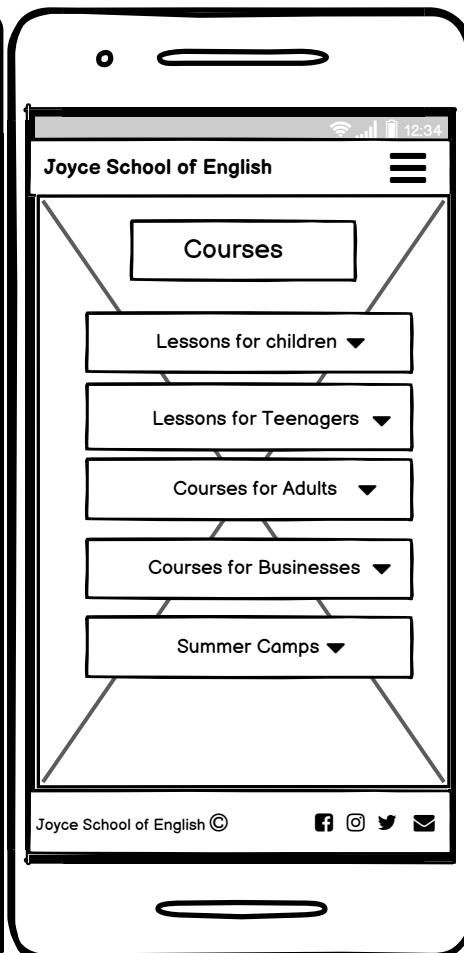 12:34
Joyce School of English
Courses
Lessons for children
Lessons for Teenagers
Courses for Adults
Courses for Businesses
Summer Camps
Joyce School of English ©